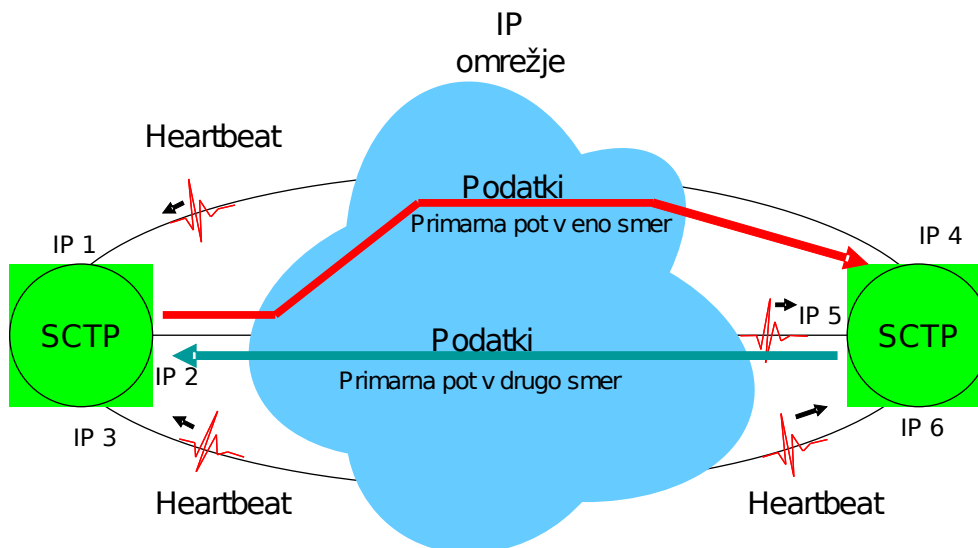 IP
omrežje
Heartbeat
Podatki
Primarna pot v eno smer
IP 1
IP 4
SCTP
IP 5
SCTP
Podatki
IP 2
Primarna pot v drugo smer
IP 3
IP 6
Heartbeat
Heartbeat